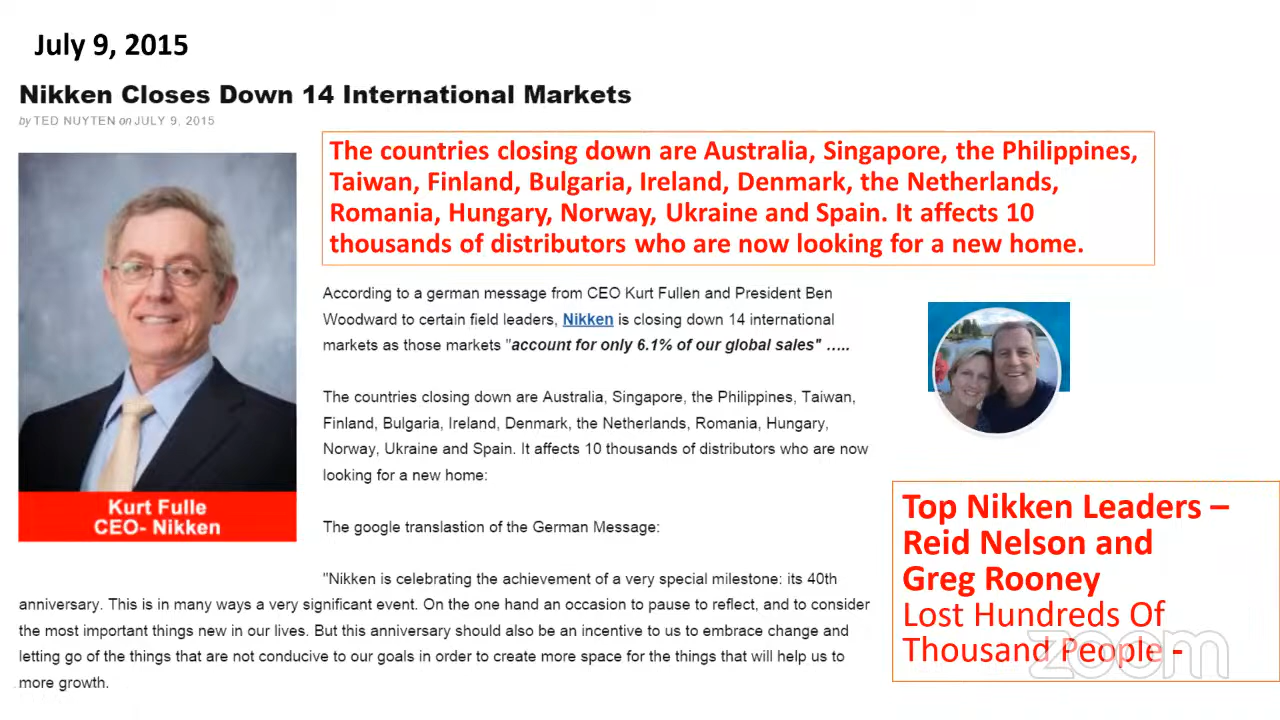 July 9, 2015
Nikken Closes Down 14 International Markets
by TED NUYTEN on JULY 9, 2015
The countries closing down are Australia, Singapore, the Philippines,
Taiwan, Finland, Bulgaria, Ireland, Denmark, the Netherlands,
Romania, Hungary, Norway, Ukraine and Spain. It affects 10
thousands of distributors who are now looking for a new home.
Kurt Fulle
CEO- Nikken
According to a german message from CEO Kurt Fullen and President Ben
Woodward to certain field leaders, Nikken is closing down 14 international
markets as those markets "account for only 6.1% of our global sales" .....
The countries closing down are Australia, Singapore, the Philippines, Taiwan,
Finland, Bulgaria, Ireland, Denmark, the Netherlands, Romania, Hungary,
Norway, Ukraine and Spain. It affects 10 thousands of distributors who are now
looking for a new home:
The google translastion of the German Message:
"Nikken is celebrating the achievement of a very special milestone: its 40th
anniversary. This is in many ways a very significant event. On the one hand an occasion to pause to reflect, and to consider
the most important things new in our lives. But this anniversary should also be an incentive to us to embrace change and
letting go of the things that are not conducive to our goals in order to create more space for the things that will help us to
more growth.
Top Nikken Leaders –
Reid Nelson and
Greg Rooney
Lost Hundreds Of
Thousand People -
zoom